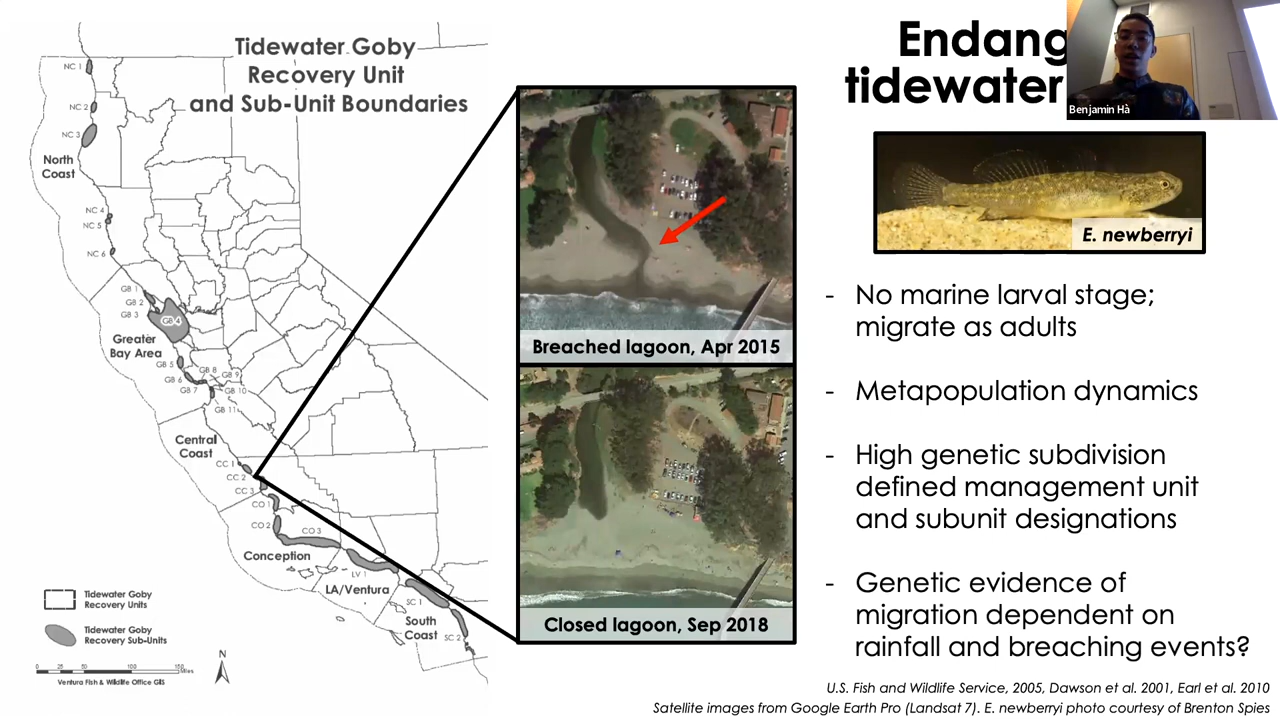 Tidewater Goby
Recovery Unit
and Sub-Unit Boundaries
NC 1
NC 2
NC 3
North
Coast
NC 4
NC 5
NC 6
GB 1
GB 2
GB 3
GB 4
Greater
Bay Area
GB 5
GB 6
GB 7
GB 8
GB 9
GB 10
GB 11
Central
Coast
CC 1
CC 2
CC 3
CO 1
CO 2
CO 3
Conception
LV 1
LA/Ventura
SC 1
South
Coast
SC 2
Tidewater Goby
Recovery Units
Tidewater Goby
Recovery Sub-Units
0 25 50 100 150
Miles
N
Ventura Fish & Wildlife Office GIS
Breached lagoon, Apr 2015
Closed lagoon, Sep 2018
Endang
tidewater
Benjamin Hà
E. newberryi
- No marine larval stage;
migrate as adults
- Metapopulation dynamics
- High genetic subdivision
defined management unit
and subunit designations
- Genetic evidence of
migration dependent on
rainfall and breaching events?
U.S. Fish and Wildlife Service, 2005, Dawson et al. 2001, Earl et al. 2010
Satellite images from Google Earth Pro (Landsat 7). E. newberryi photo courtesy of Brenton Spies